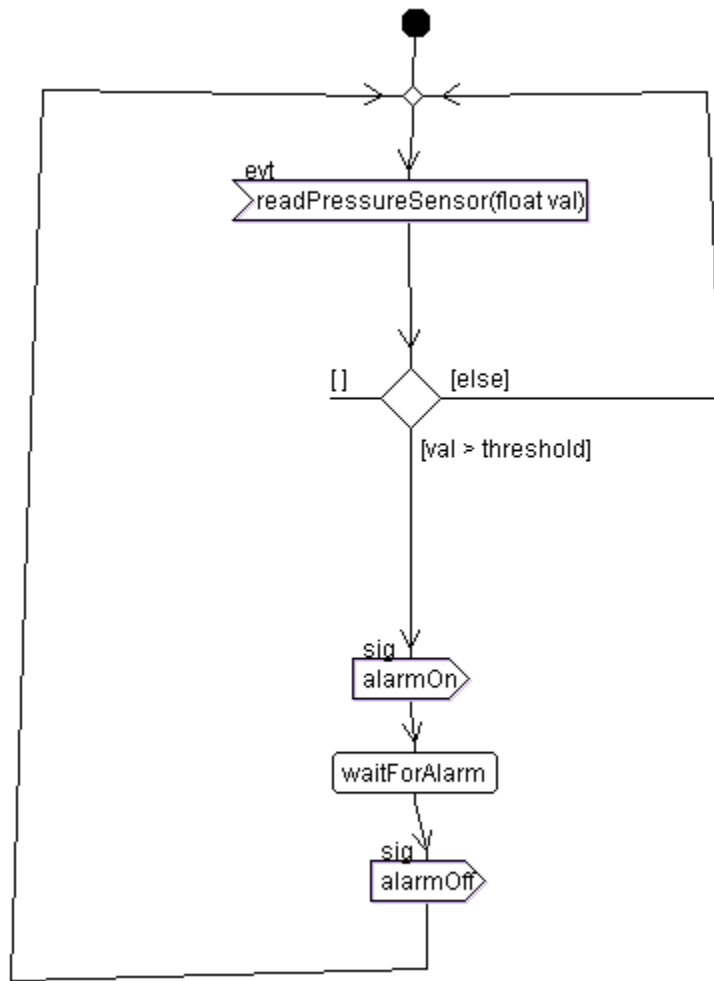 evt
readPressureSensor(float val)
[ ]
[else]
[val > threshold]
sig
alarmOn
waitForAlarm
sig
alarmOff